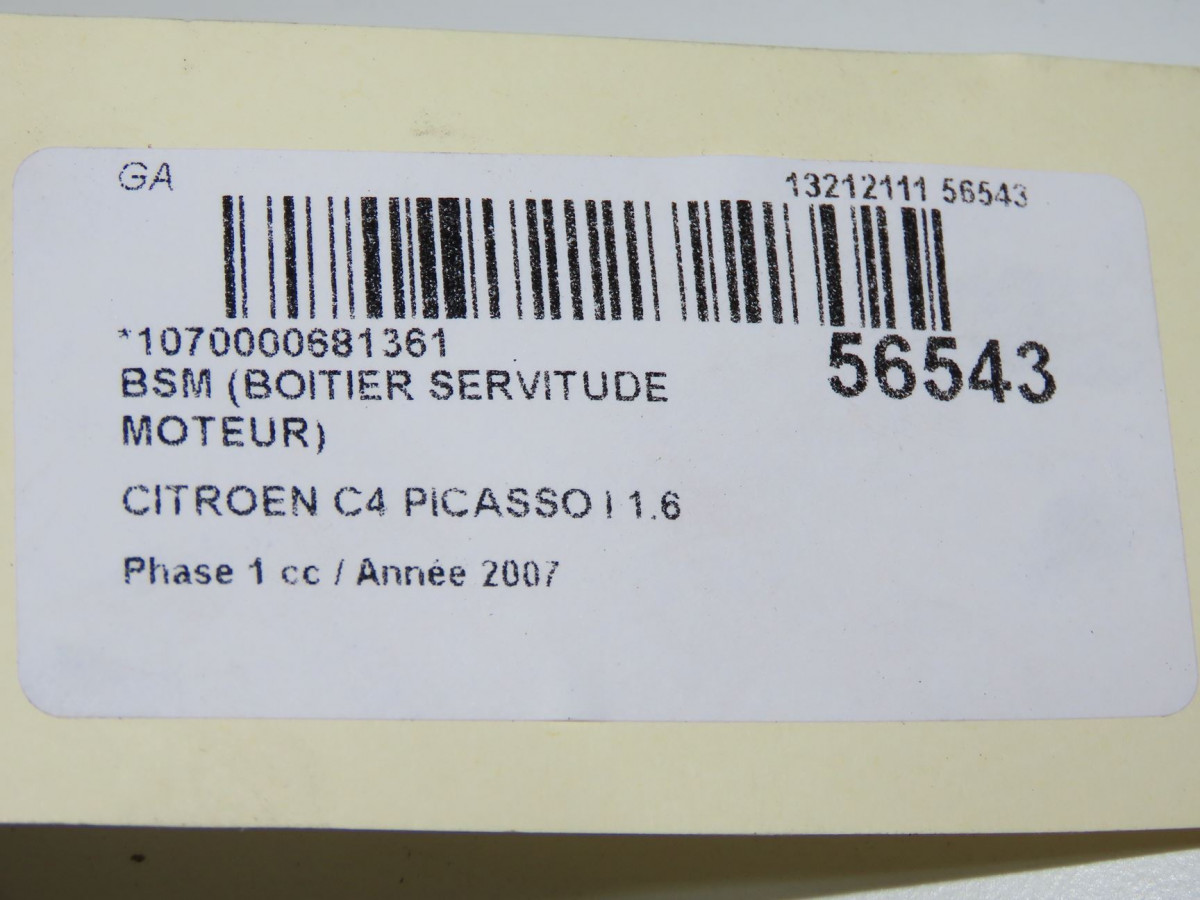 GA
13212111 56543
*1070000681361
56543
BSM (BOITIER SERVITUDE
MOTEUR)
CITROEN C4 PICASSO I 1.6
Phase 1 cc / Année 2007